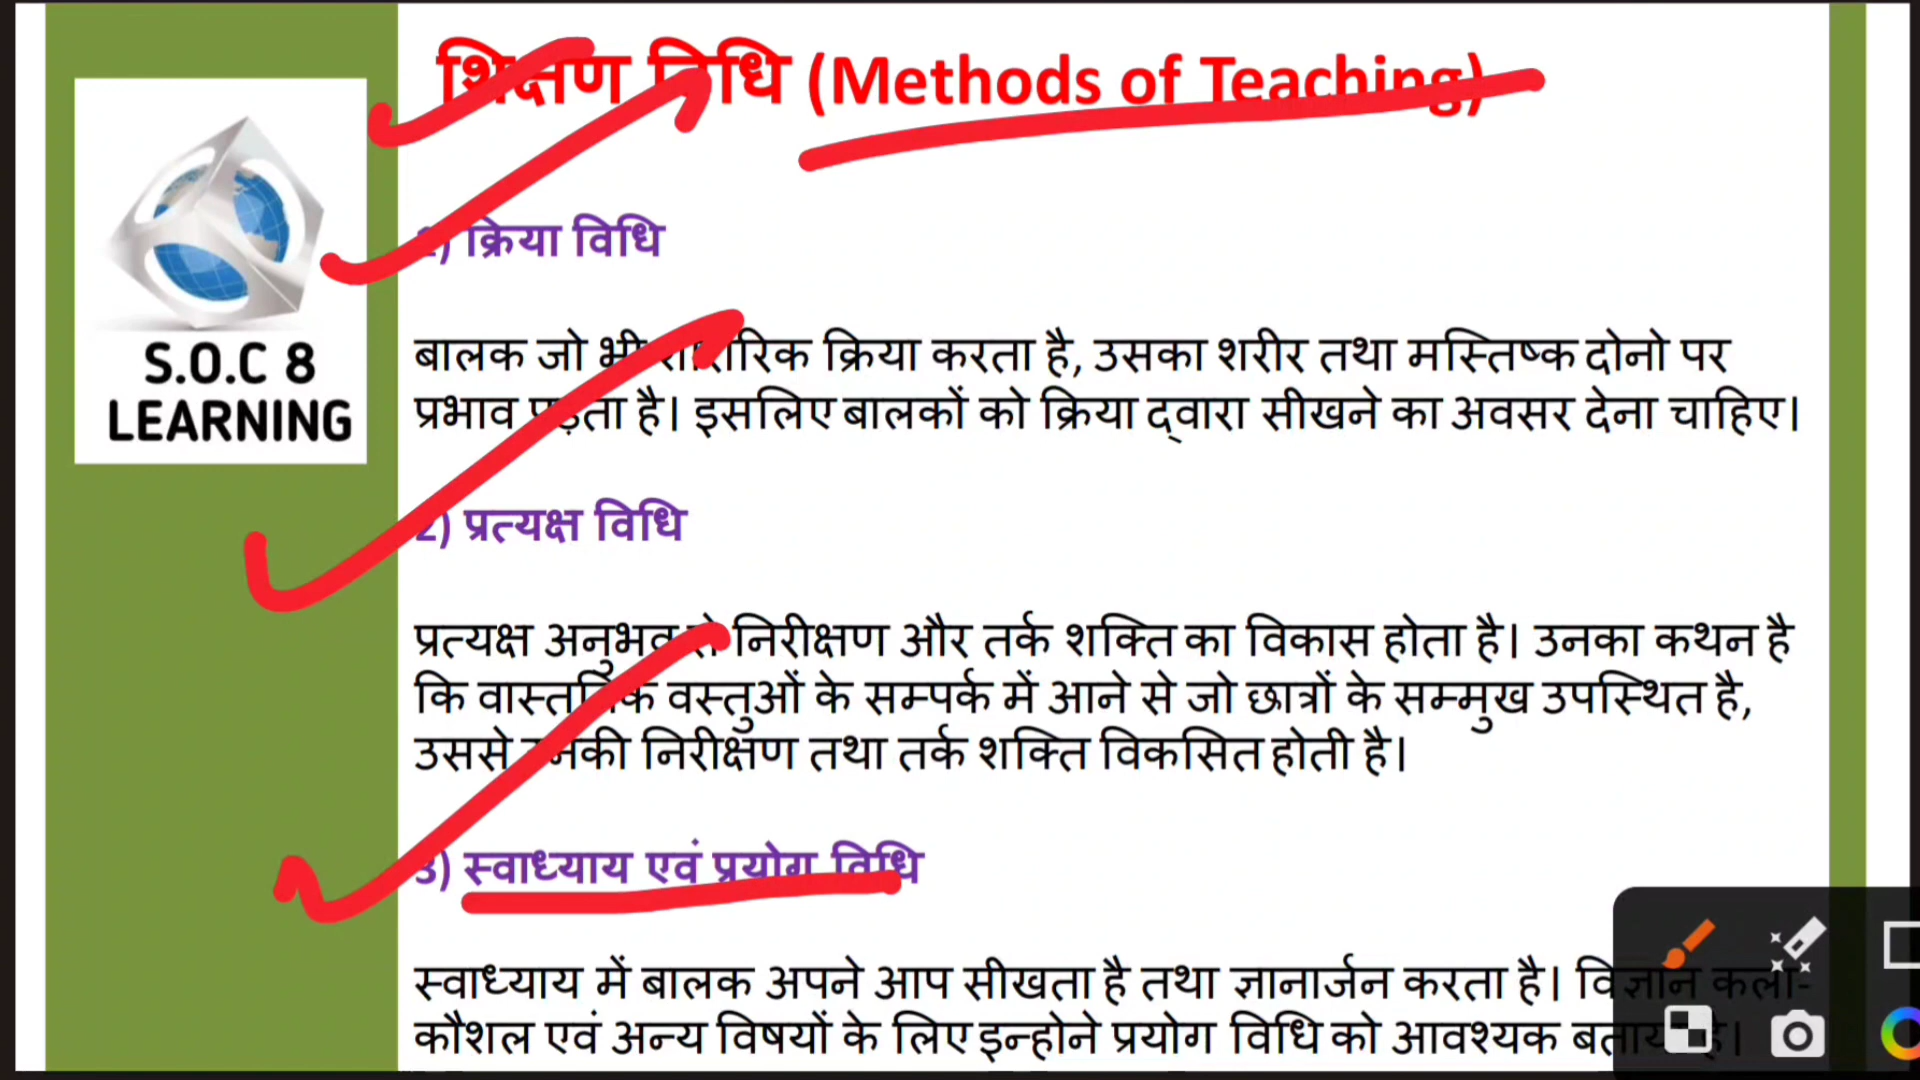 शिक्षण विधि (Methods of Teaching)
S.O.C 8
LEARNING
1) क्रिया विधि
बालक जो भी शारीरिक क्रिया करता है, उसका शरीर तथा मस्तिष्क दोनो पर
प्रभाव पड़ता है। इसलिए बालकों को क्रिया द्वारा सीखने का अवसर देना चाहिए।
2) प्रत्यक्ष विधि
प्रत्यक्ष अनुभव से निरीक्षण और तर्क शक्ति का विकास होता है। उनका कथन है
कि वास्तविक वस्तुओं के सम्पर्क में आने से जो छात्रों के सम्मुख उपस्थित है,
उससे उनकी निरीक्षण तथा तर्क शक्ति विकसित होती है।
3) स्वाध्याय एवं प्रयोग विधि
स्वाध्याय में बालक अपने आप सीखता है तथा ज्ञानार्जन करता है। विज्ञान कला-
कौशल एवं अन्य विषयों के लिए इन्होने प्रयोग विधि को आवश्यक बताया है।